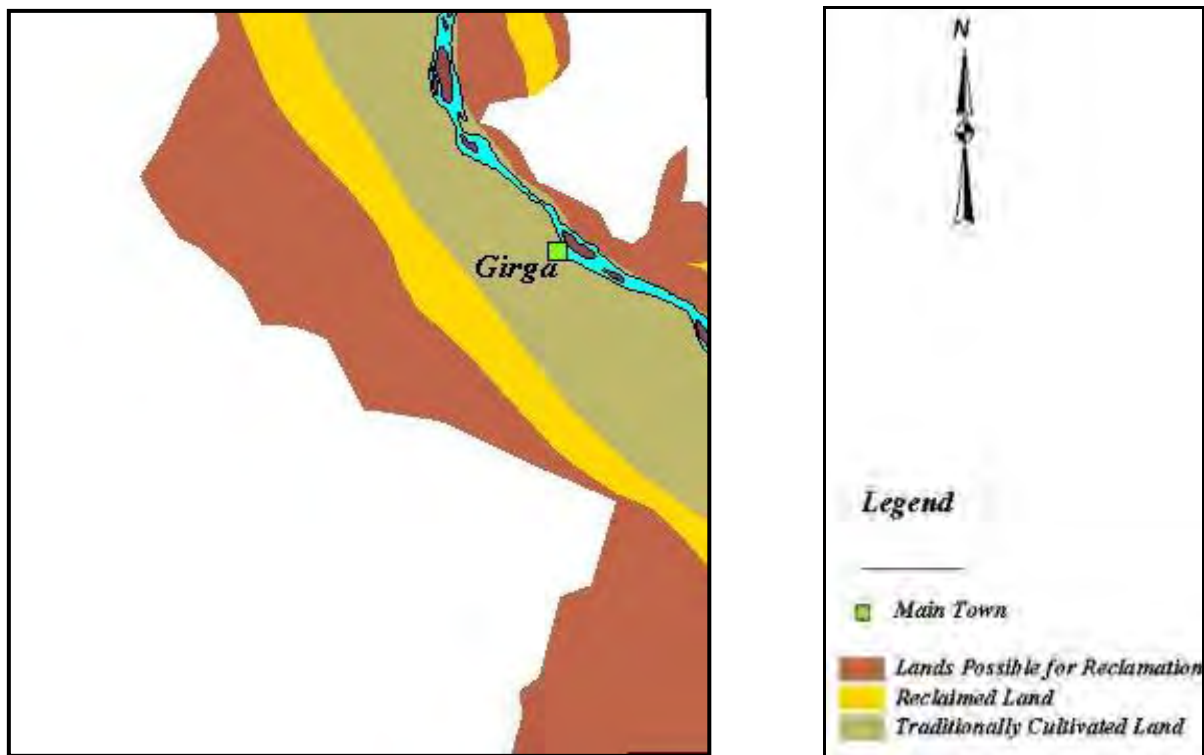 Girga
N
Legend
Main Town
Lands Possible for Reclamation
Reclaimed Land
Traditionally Cultivated Land